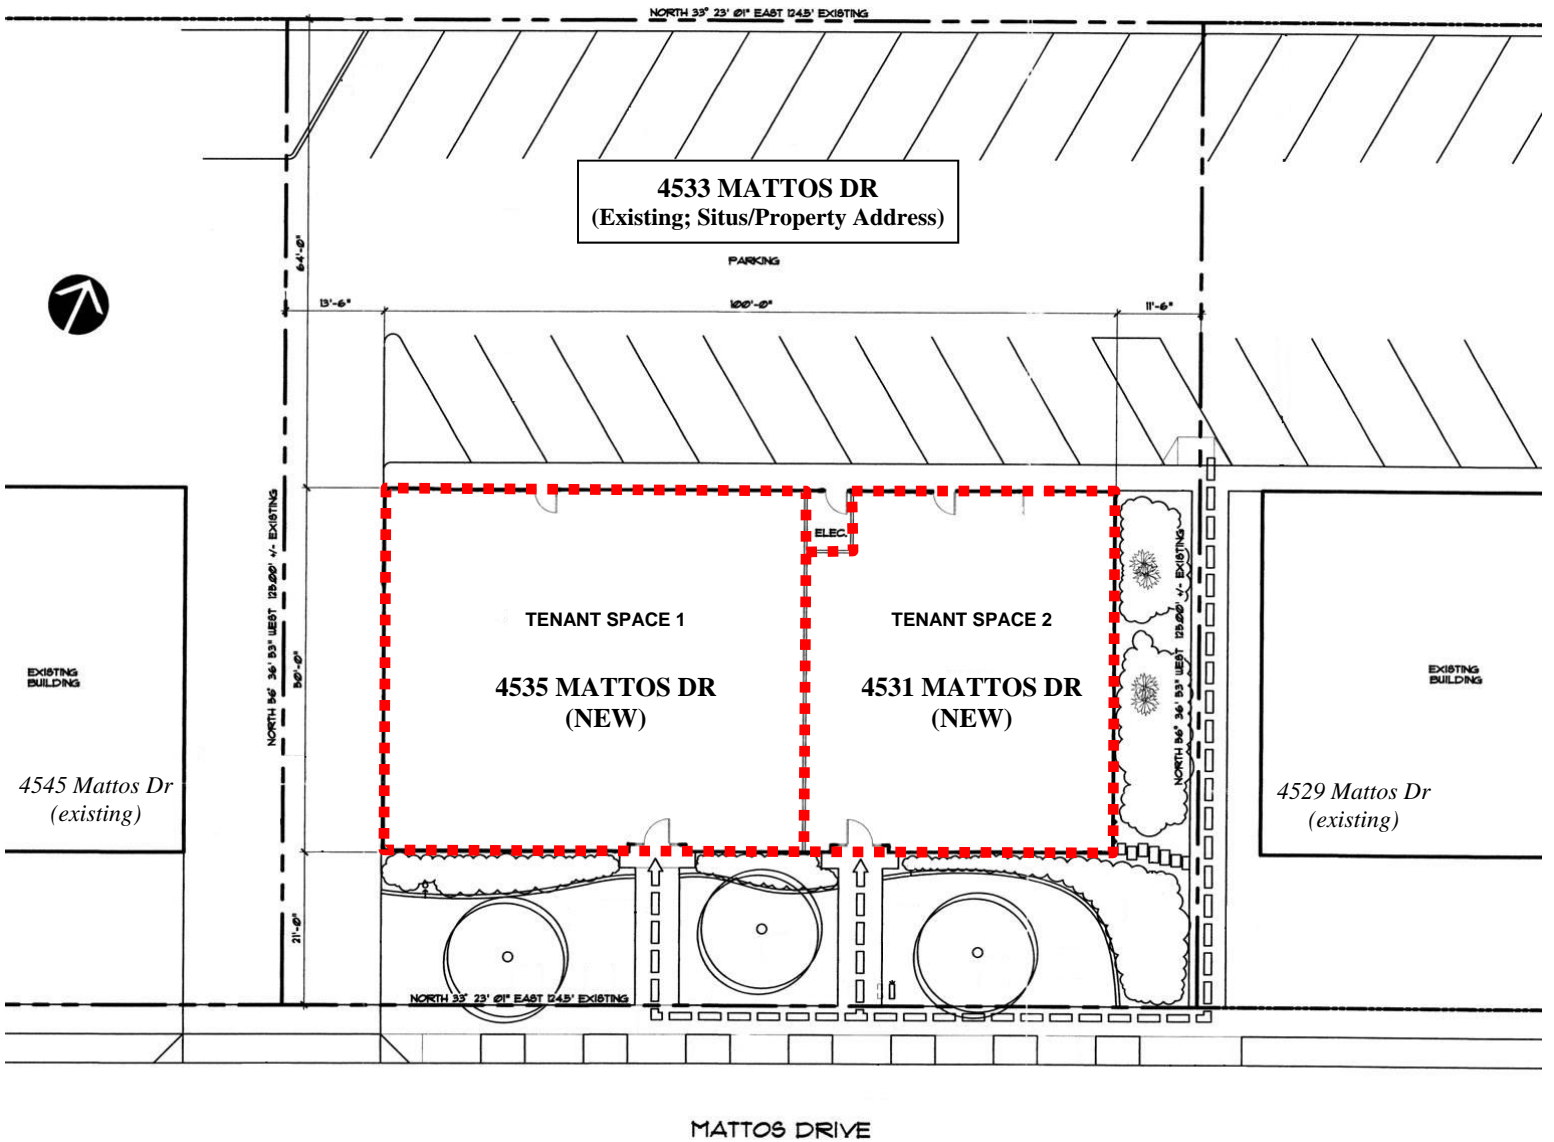 NORTH 33° 23' 01" EAST 124.5' EXISTING
4533 MATTOS DR
(Existing; Situs/Property Address)
64'-0"
PARKING
13'-6"
100'-0"
11'-6"
ELEC.
NORTH 56° 36' 53" WEST 125.00' +/- EXISTING
NORTH 56° 36' 53" WEST 125.00' +/- EXISTING
TENANT SPACE 1
TENANT SPACE 2
EXISTING
BUILDING
50'-0"
4535 MATTOS DR
(NEW)
4531 MATTOS DR
(NEW)
EXISTING
BUILDING
4545 Mattos Dr
(existing)
4529 Mattos Dr
(existing)
21'-0"
NORTH 33° 23' 01" EAST 124.5' EXISTING
MATTOS DRIVE